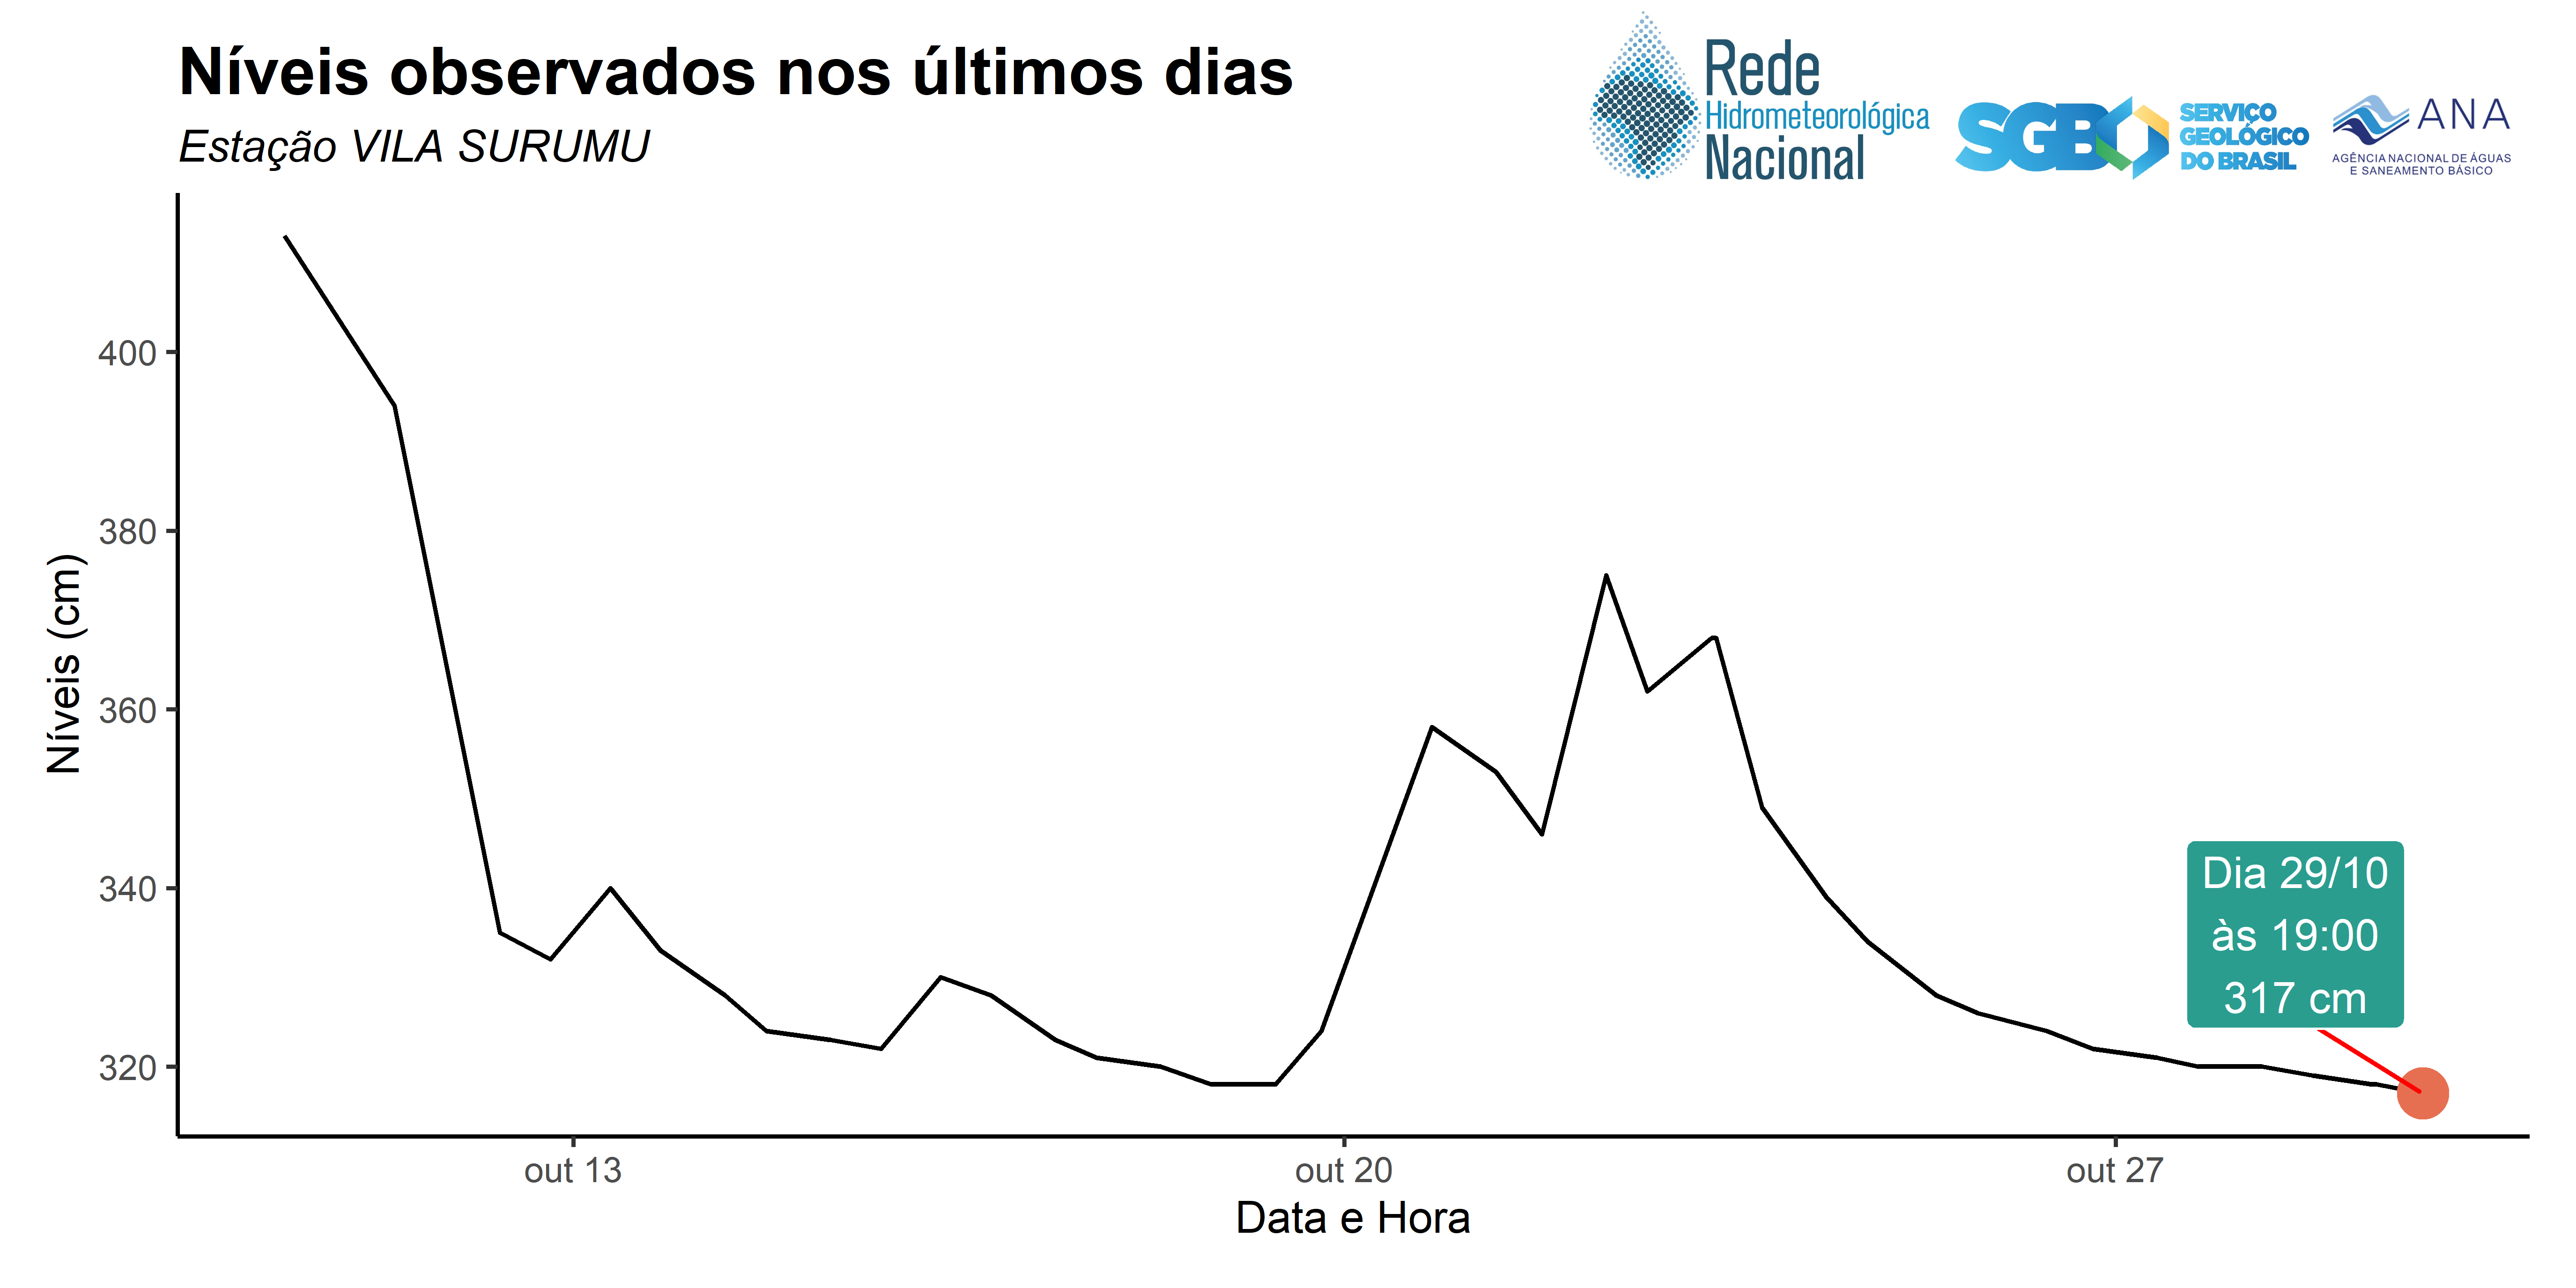 Níveis observados nos últimos dias
Estação VILA SURUMU
Rede
Hidrometeorológica
Nacional
SGB
SERVIÇO
GEOLÓGICO
DO BRASIL
ANA
AGÊNCIA NACIONAL DE ÁGUAS
E SANEAMENTO BÁSICO
Níveis (cm)
400
380
360
340
320
Dia 29/10
às 19:00
317 cm
out 13
out 20
out 27
Data e Hora